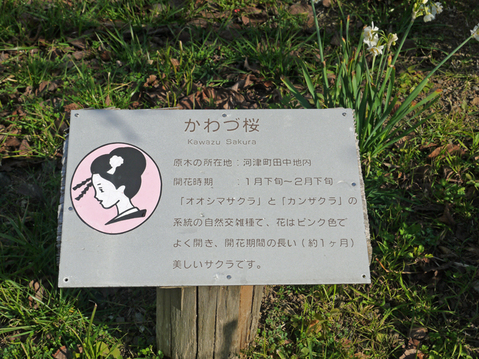 かわづ桜
Kawazu Sakura
原木の所在地：河津町田中地内
開花時期　：1月下旬～2月下旬
「オオシマサクラ」と「カンザクラ」の
系統の自然交雑種で、花はピンク色で
よく開き、開花期間の長い（約1ヶ月）
美しいサクラです。